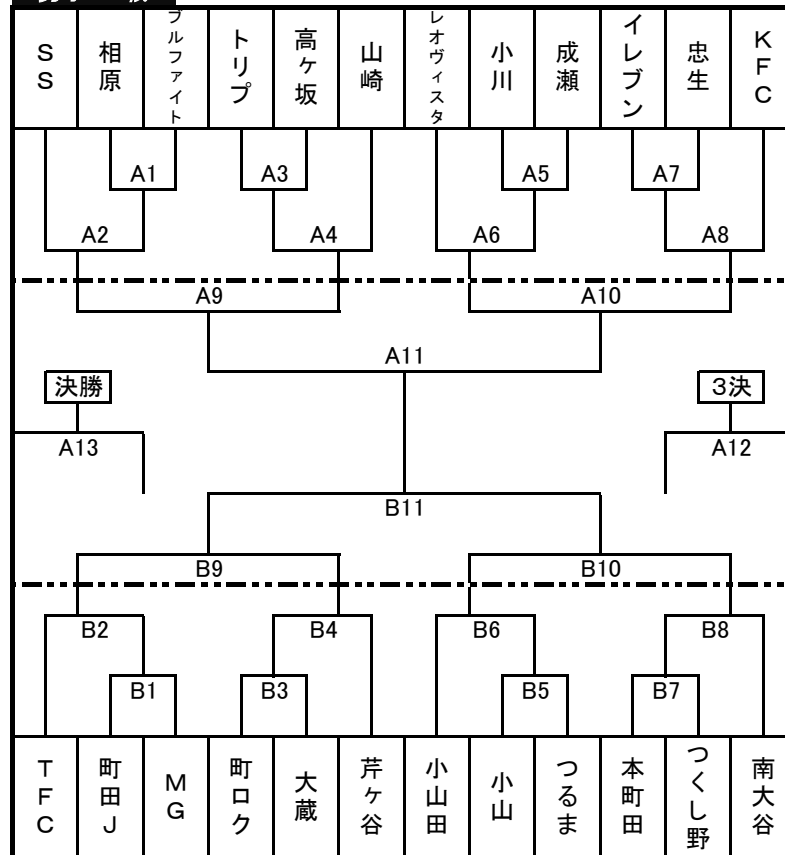 SS
相原
ブルファイト
トリプ
高ヶ坂
山崎
レオヴィスタ
小川
成瀬
イレブン
忠生
KFC
A1
A3
A5
A7
A2
A4
A6
A8
A9
A10
A11
決勝
3決
A13
A12
B11
B9
B10
B2
B4
B6
B8
B1
B3
B5
B7
TFC
町田J
MG
町ロク
大蔵
芹ヶ谷
小山田
小山
つるま
本町田
つくし野
南大谷